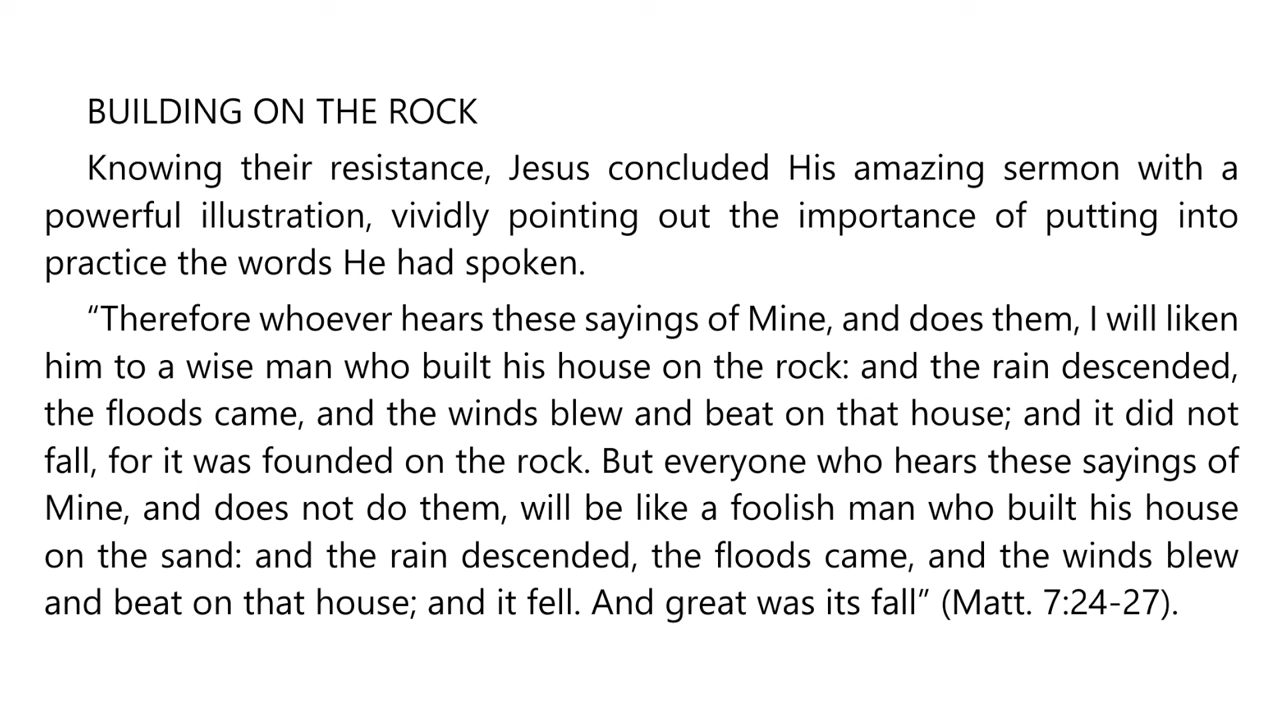 BUILDING ON THE ROCK
Knowing their resistance, Jesus concluded His amazing sermon with a
powerful illustration, vividly pointing out the importance of putting into
practice the words He had spoken.
“Therefore whoever hears these sayings of Mine, and does them, I will liken
him to a wise man who built his house on the rock: and the rain descended,
the floods came, and the winds blew and beat on that house; and it did not
fall, for it was founded on the rock. But everyone who hears these sayings of
Mine, and does not do them, will be like a foolish man who built his house
on the sand: and the rain descended, the floods came, and the winds blew
and beat on that house; and it fell. And great was its fall” (Matt. 7:24-27).